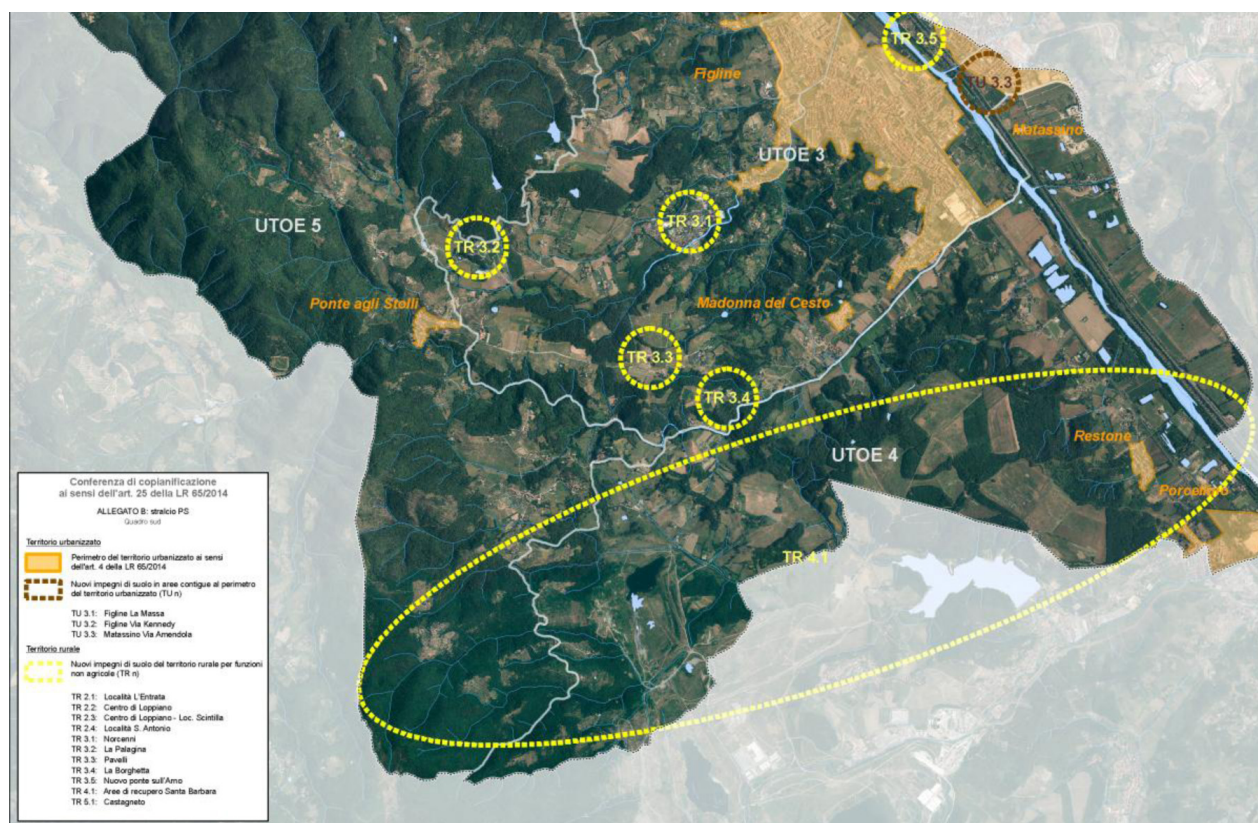 TR 3.5
Figline
TU 3.3
Matassino
UTOE 3
UTOE 5
TR 3.1
TR 3.2
Ponte agli Stolli
Madonna del Cesto
TR 3.3
TR 3.4
Restone
UTOE 4
Porcellino
TR 4.1
Conferenza di copianificazione
ai sensi dell'art. 25 della LR 65/2014
ALLEGATO B: stralcio PS
Quadro sud
Territorio urbanizzato
Perimetro del territorio urbanizzato ai sensi
dell'art. 4 della LR 65/2014
Nuovi impegni di suolo in aree contigue al perimetro
del territorio urbanizzato (TU n)
TU 3.1: Figline La Massa
TU 3.2: Figline Via Kennedy
TU 3.3: Matassino Via Amendola
Territorio rurale
Nuovi impegni di suolo del territorio rurale per funzioni
non agricole (TR n)
TR 2.1: Località L'Entrata
TR 2.2: Centro di Loppiano
TR 2.3: Centro di Loppiano - Loc. Scintilla
TR 2.4: Località S. Antonio
TR 3.1: Norcenni
TR 3.2: La Palagina
TR 3.3: Pavelli
TR 3.4: La Borghetta
TR 3.5: Nuovo ponte sull'Arno
TR 4.1: Aree di recupero Santa Barbara
TR 5.1: Castagneto